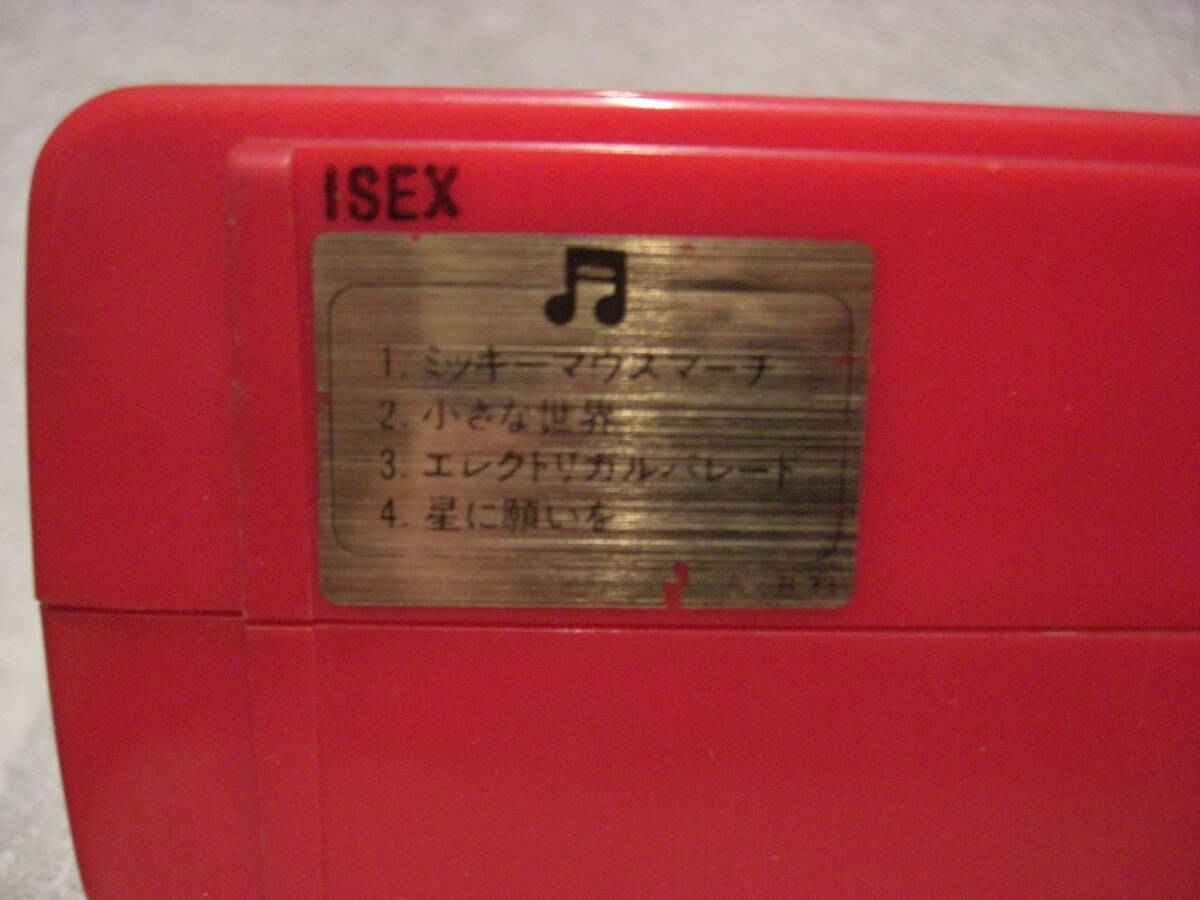 ISEX
1. ミッキーマウスマーチ
2. 小さな世界
3. エレクトリカルパレード
4. 星に願いを